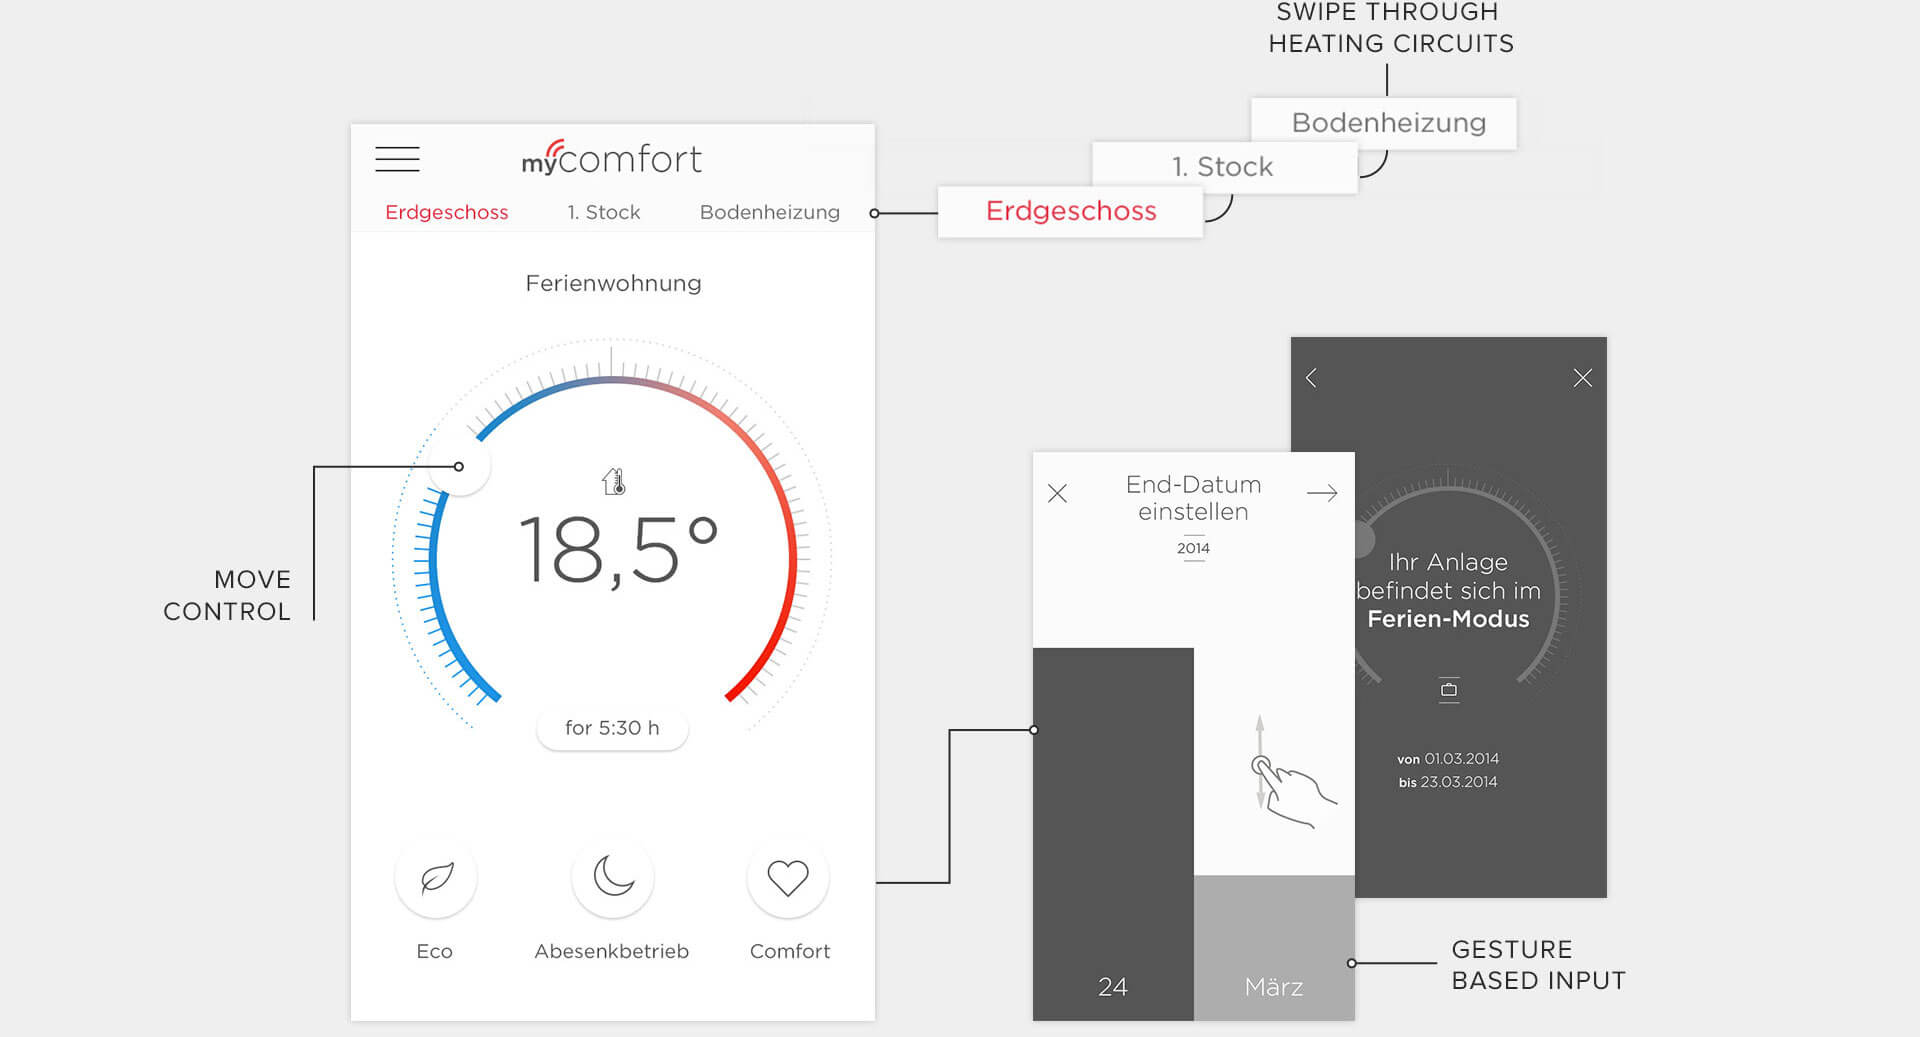 SWIPE THROUGH
HEATING CIRCUITS
Bodenheizung
1. Stock
Erdgeschoss
mycomfort
Erdgeschoss 1. Stock Bodenheizung
Ferienwohnung
18,5°
for 5:30 h
MOVE
CONTROL
Eco Abesenkbetrieb Comfort
End-Datum
einstellen
2014
24 März
Ihr Anlage
befindet sich im
Ferien-Modus
von 01.03.2014
bis 23.03.2014
GESTURE
BASED INPUT